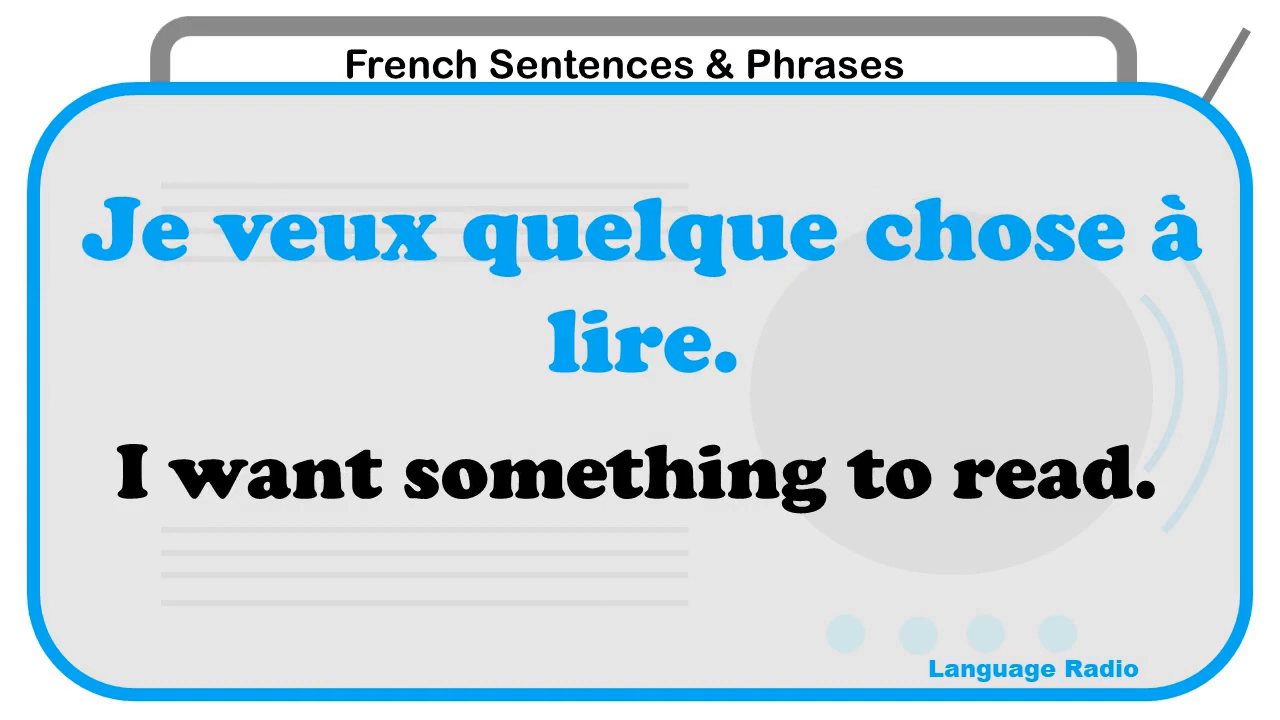 French Sentences & Phrases
Je veux quelque chose à
lire.
I want something to read.
Language Radio